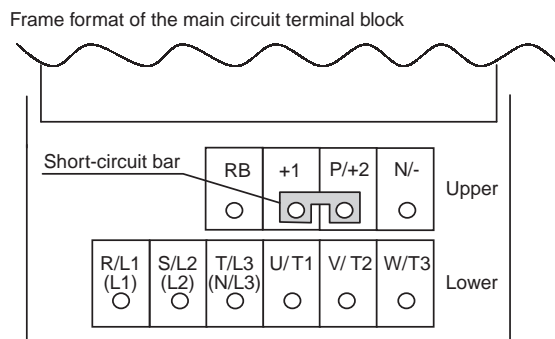 Frame format of the main circuit terminal block
Short-circuit bar
RB +1 P/+2 N/-
Upper
R/L1 S/L2 T/L3 U/T1 V/T2 W/T3
(L1) (L2) (N/L3)
Lower